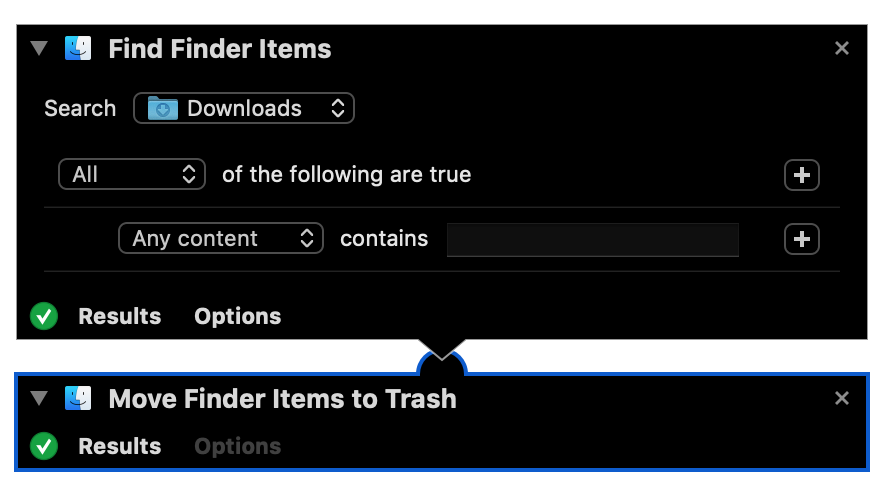 Find Finder Items
Search Downloads
All of the following are true
Any content contains
Results Options
Move Finder Items to Trash
Results Options